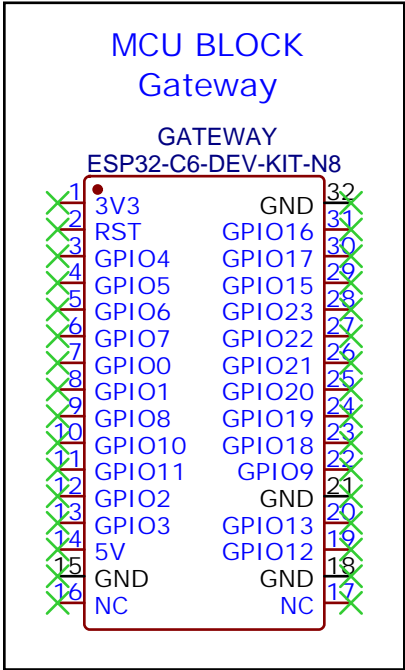 MCU BLOCK
Gateway
GATEWAY
ESP32-C6-DEV-KIT-N8
1 3V3 GND 32
2 RST GPIO16 31
3 GPIO4 GPIO17 30
4 GPIO5 GPIO15 29
5 GPIO6 GPIO23 28
6 GPIO7 GPIO22 27
7 GPIO0 GPIO21 26
8 GPIO1 GPIO20 25
9 GPIO8 GPIO19 24
10 GPIO10 GPIO18 23
11 GPIO11 GPIO9 22
12 GPIO2 GND 21
13 GPIO3 GPIO13 20
14 5V GPIO12 19
15 GND GND 18
16 NC NC 17